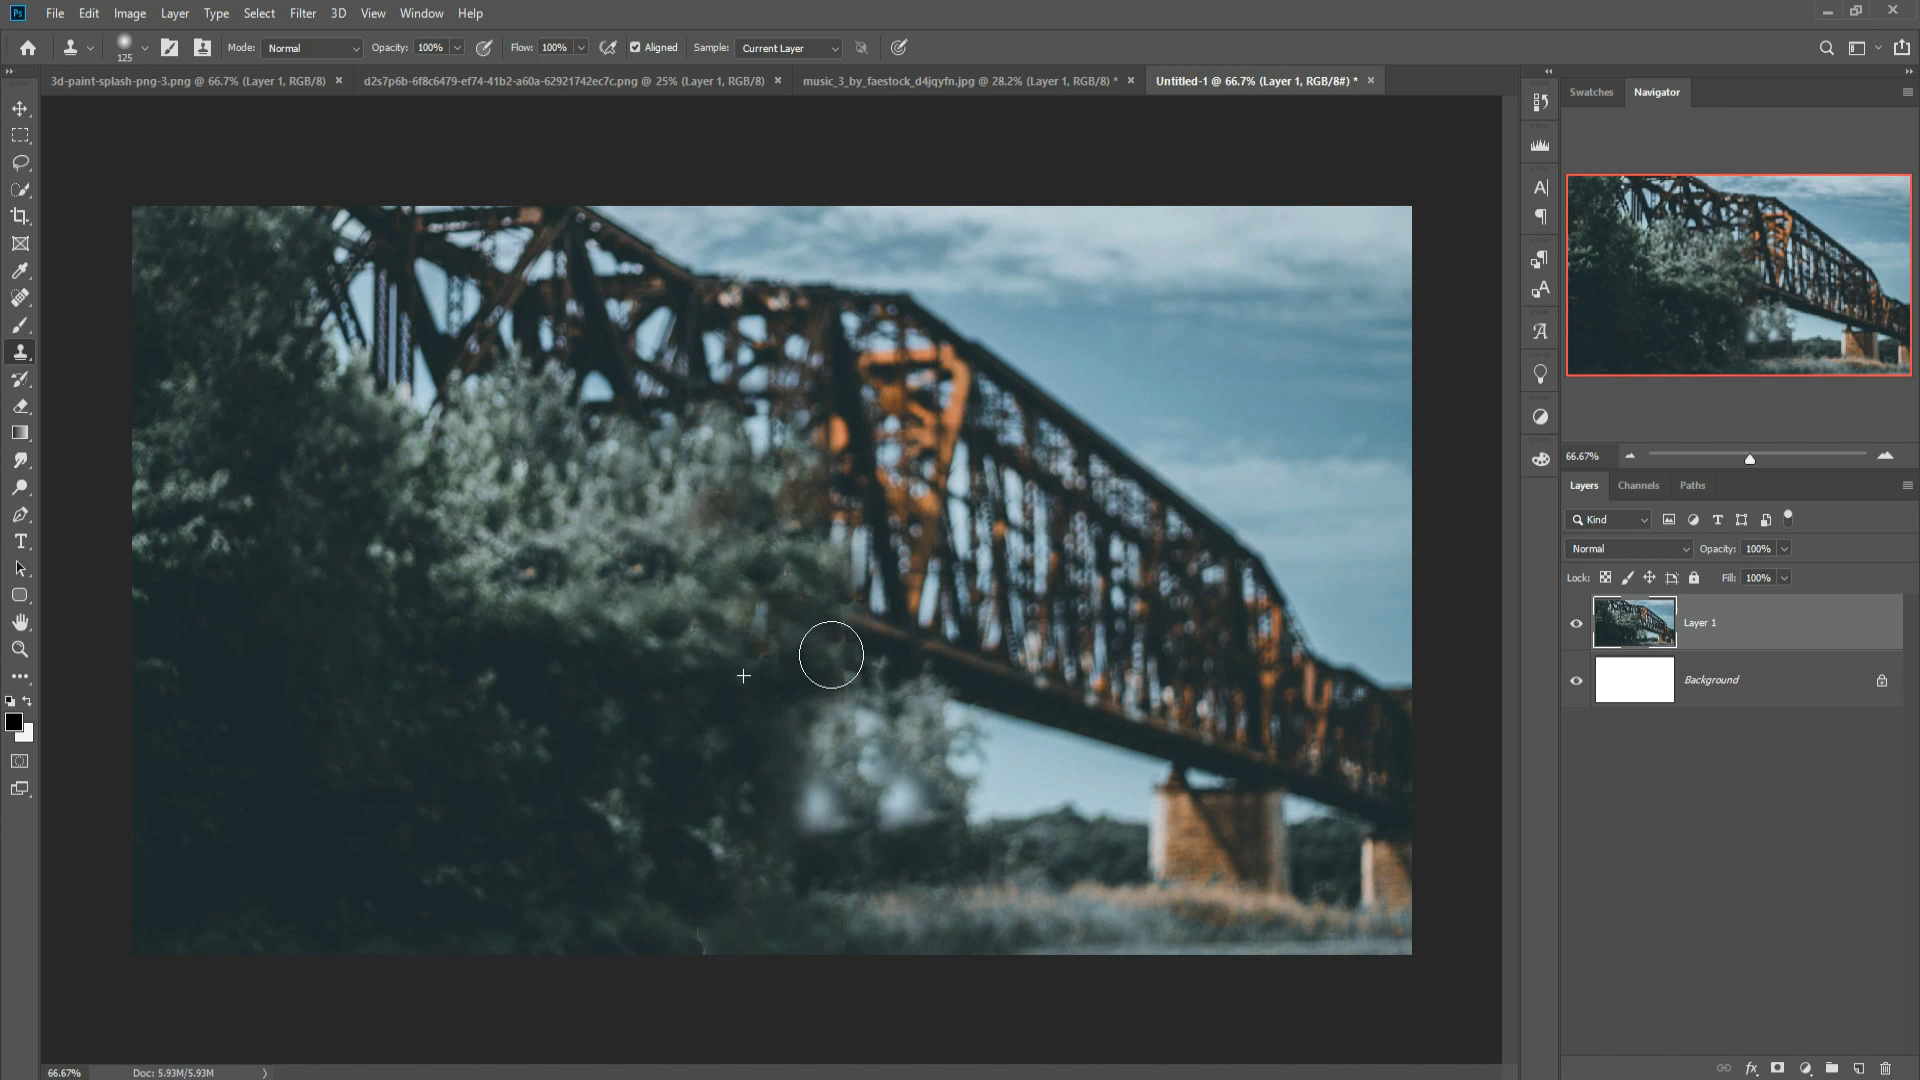 Ps File Edit Image Layer Type Select Filter 3D View Window Help
125 Mode: Normal Opacity: 100% Flow: 100% Aligned Sample: Current Layer
3d-paint-splash-png-3.png @ 66.7% (Layer 1, RGB/8) × d2s7p6b-6f8c6479-ef74-41b2-a60a-62921742ec7c.png @ 25% (Layer 1, RGB/8) × music_3_by_faestock_d4jqyfn.jpg @ 28.2% (Layer 1, RGB/8) * × Untitled-1 @ 66.7% (Layer 1, RGB/8#) * ×
Swatches Navigator
66.67%
Layers Channels Paths
Kind
Normal Opacity: 100%
Lock: Fill: 100%
Layer 1
Background
66.67% Doc: 5.93M/5.93M